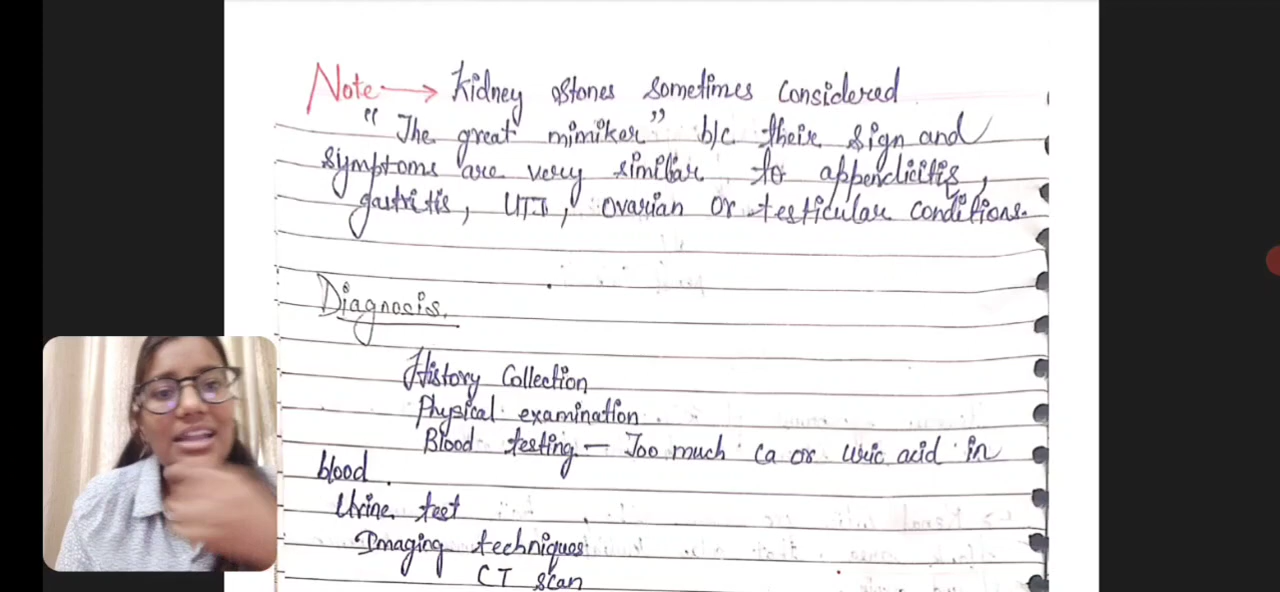 Note → Kidney stones sometimes considered
"The great mimiker" b/c their sign and
symptoms are very similar to appendicitis,
gastritis, UTI, ovarian or testicular conditions.
Diagnosis.
History Collection
Physical examination
Blood testing – Too much ca or uric acid in
blood.
Urine test
Imaging techniques
CT scan